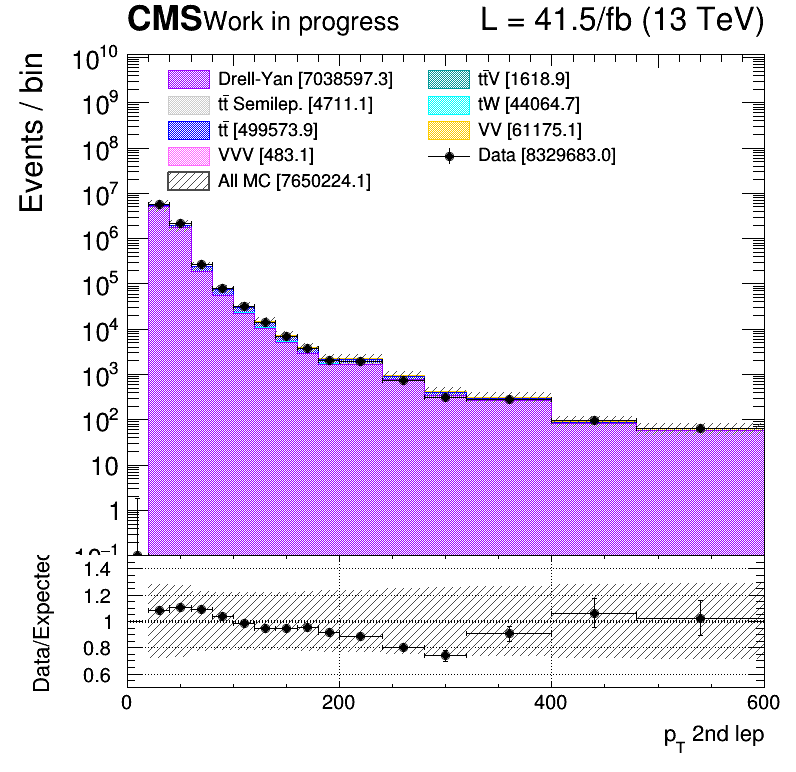 CMS Work in progress L = 41.5/fb (13 TeV)
Events / bin
10^10
10^9
10^8
10^7
10^6
10^5
10^4
10^3
10^2
10
1
10^−1
Drell-Yan [7038597.3]
tt̄ Semilep. [4711.1]
tt̄ [499573.9]
VVV [483.1]
All MC [7650224.1]
tt̄V [1618.9]
tW [44064.7]
VV [61175.1]
Data [8329683.0]
Data/Expected
1.4
1.2
1
0.8
0.6
0 200 400 600
p_T 2nd lep